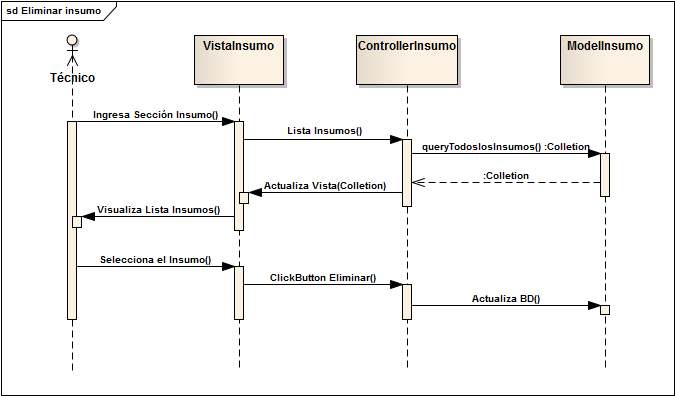 sd Eliminar insumo
VistaInsumo
ControllerInsumo
ModelInsumo
Técnico
Ingresa Sección Insumo()
Lista Insumos()
queryTodoslosInsumos() :Colletion
:Colletion
Actualiza Vista(Colletion)
Visualiza Lista Insumos()
Selecciona el Insumo()
ClickButton Eliminar()
Actualiza BD()